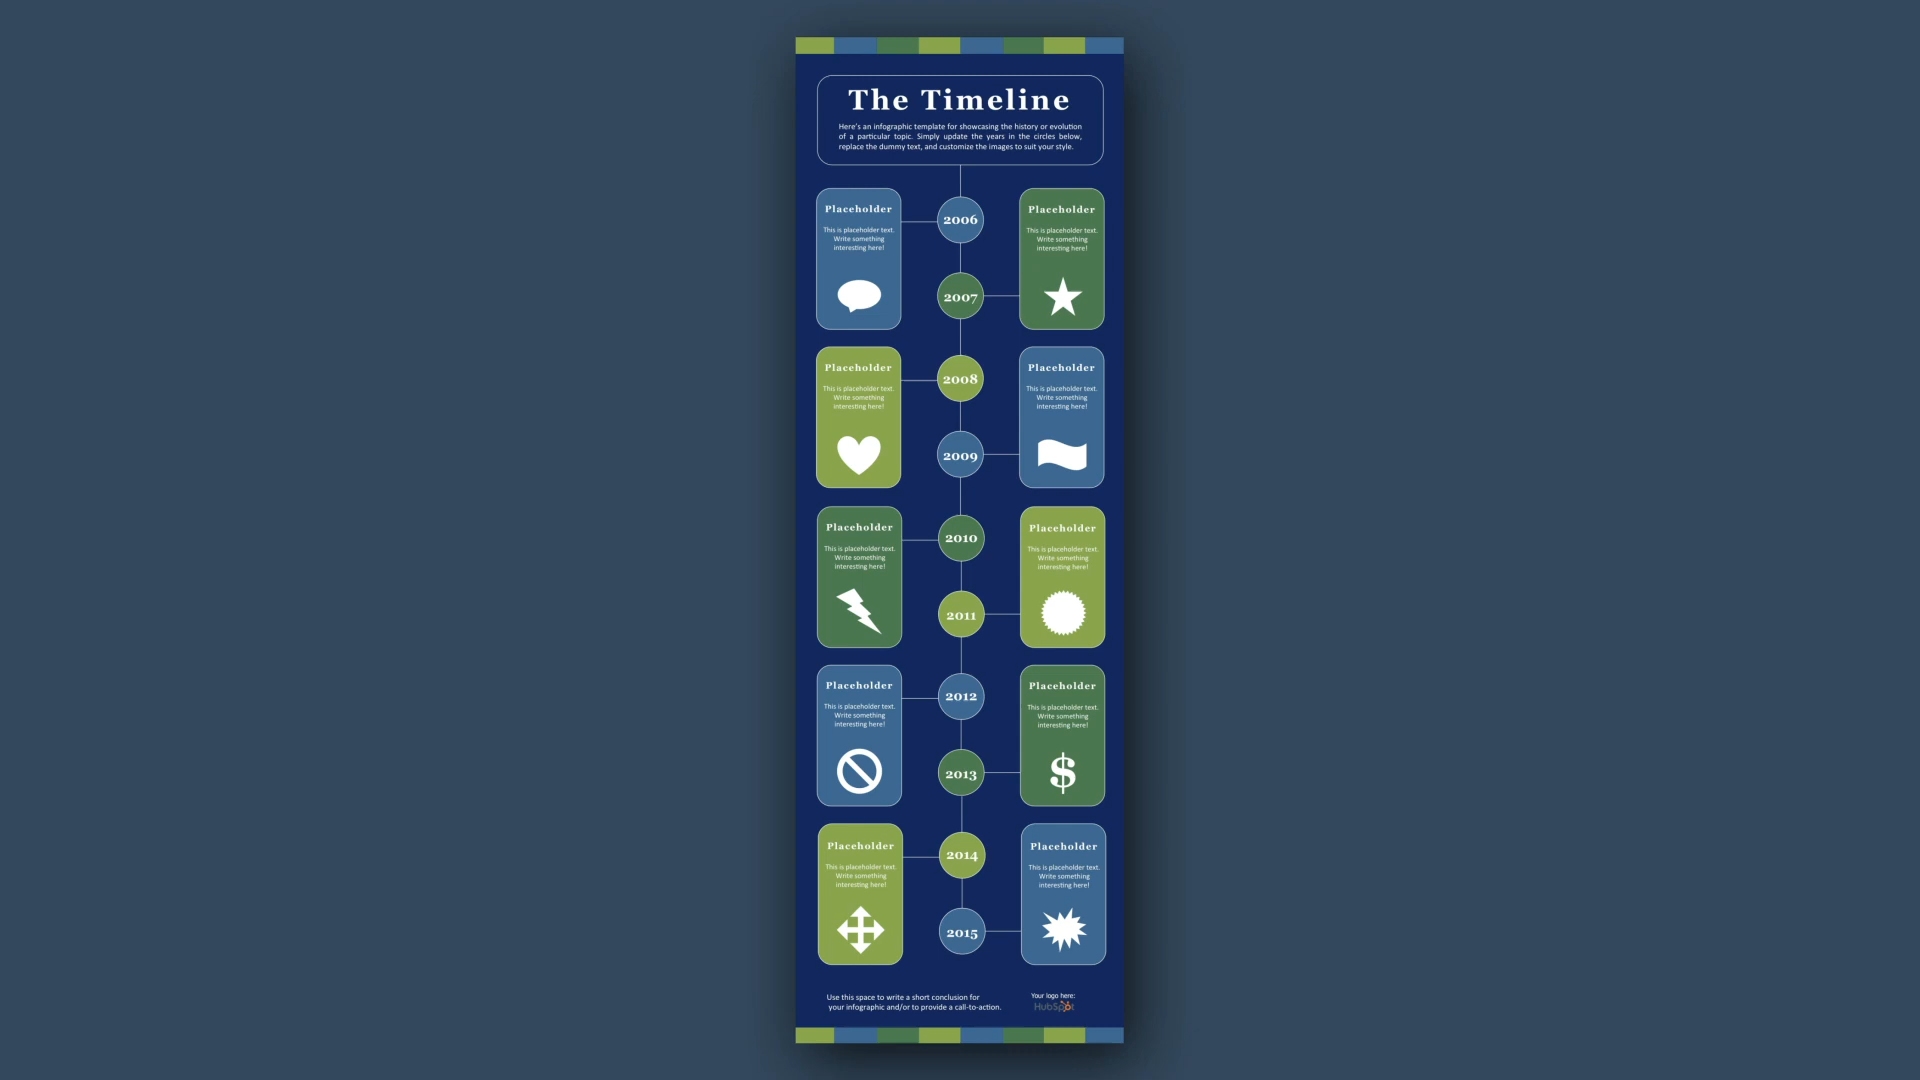 The Timeline
Here's an infographic template for showcasing the history or evolution
of a particular topic. Simply update the years in the circles below,
replace the dummy text, and customize the images to suit your style.
Placeholder
This is placeholder text.
Write something
interesting here!
2006
Placeholder
This is placeholder text.
Write something
interesting here!
2007
Placeholder
This is placeholder text.
Write something
interesting here!
2008
Placeholder
This is placeholder text.
Write something
interesting here!
2009
Placeholder
This is placeholder text.
Write something
interesting here!
2010
Placeholder
This is placeholder text.
Write something
interesting here!
2011
Placeholder
This is placeholder text.
Write something
interesting here!
2012
Placeholder
This is placeholder text.
Write something
interesting here!
2013
$
Placeholder
This is placeholder text.
Write something
interesting here!
2014
Placeholder
This is placeholder text.
Write something
interesting here!
2015
Use this space to write a short conclusion for
your infographic and/or to provide a call-to-action.
Your logo here:
HubSpot